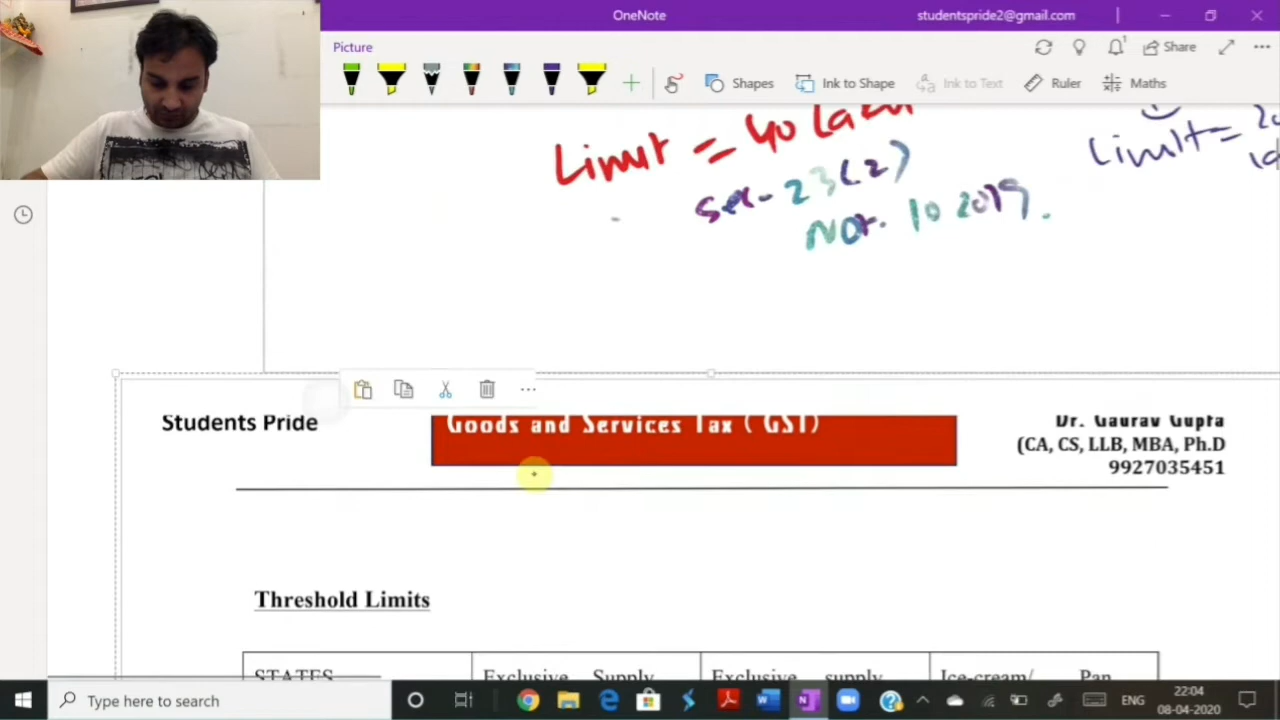 OneNote
studentspride2@gmail.com
Picture
Share
Shapes
Ink to Shape
Ink to Text
Ruler
Maths
Limit = 40 Lakh
Limit =
Sec- 23(2)
Not. 10 2019.
Students Pride
Goods and Services Tax ( GST)
Dr. Gaurav Gupta
(CA, CS, LLB, MBA, Ph.D
9927035451
Threshold Limits
STATES
Exclusive Supply
Exclusive supply
Ice-cream/ Pan
Type here to search
ENG
22:04
08-04-2020